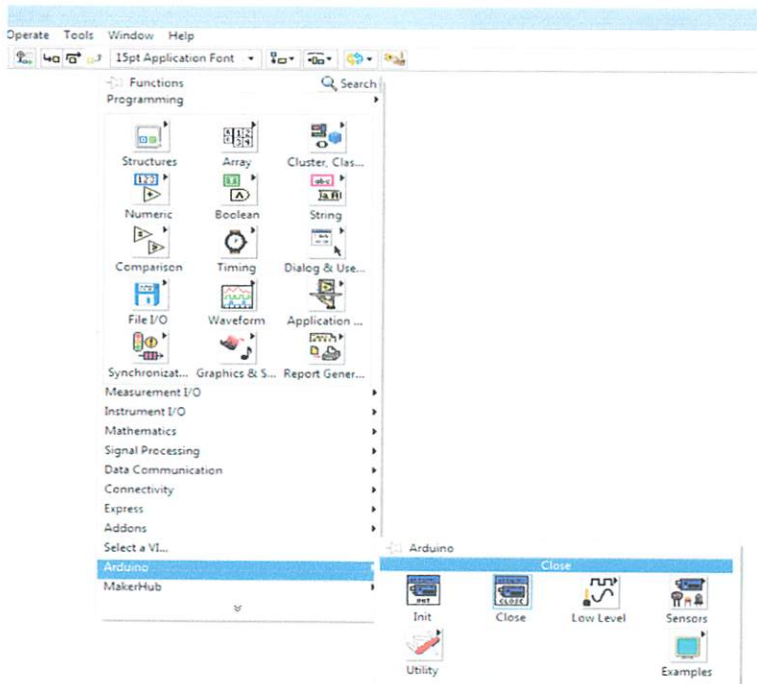 Operate Tools Window Help
15pt Application Font
Functions Search
Programming
Structures Array Cluster, Clas...
Numeric Boolean String
Comparison Timing Dialog & Use...
File I/O Waveform Application ...
Synchronizat... Graphics & S... Report Gener...
Measurement I/O
Instrument I/O
Mathematics
Signal Processing
Data Communication
Connectivity
Express
Addons
Select a VI...
Arduino
MakerHub
Arduino
Close
Init Close Low Level Sensors
Utility Examples